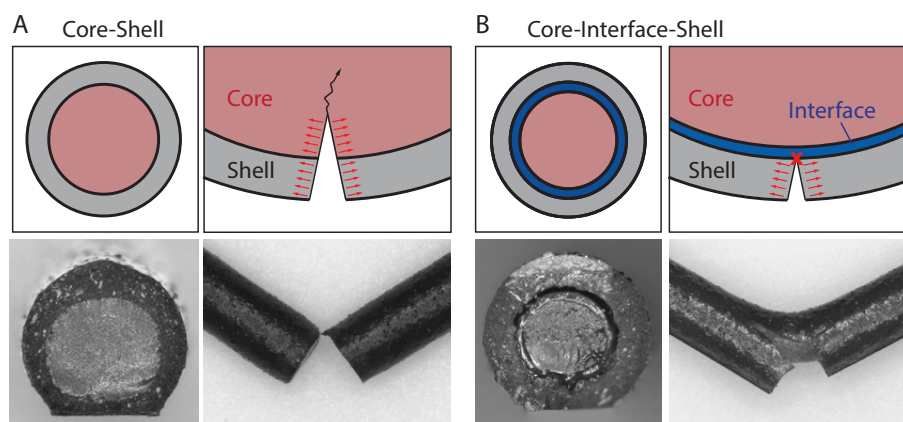 A
Core-Shell
Core
Shell
B
Core-Interface-Shell
Core
Interface
Shell